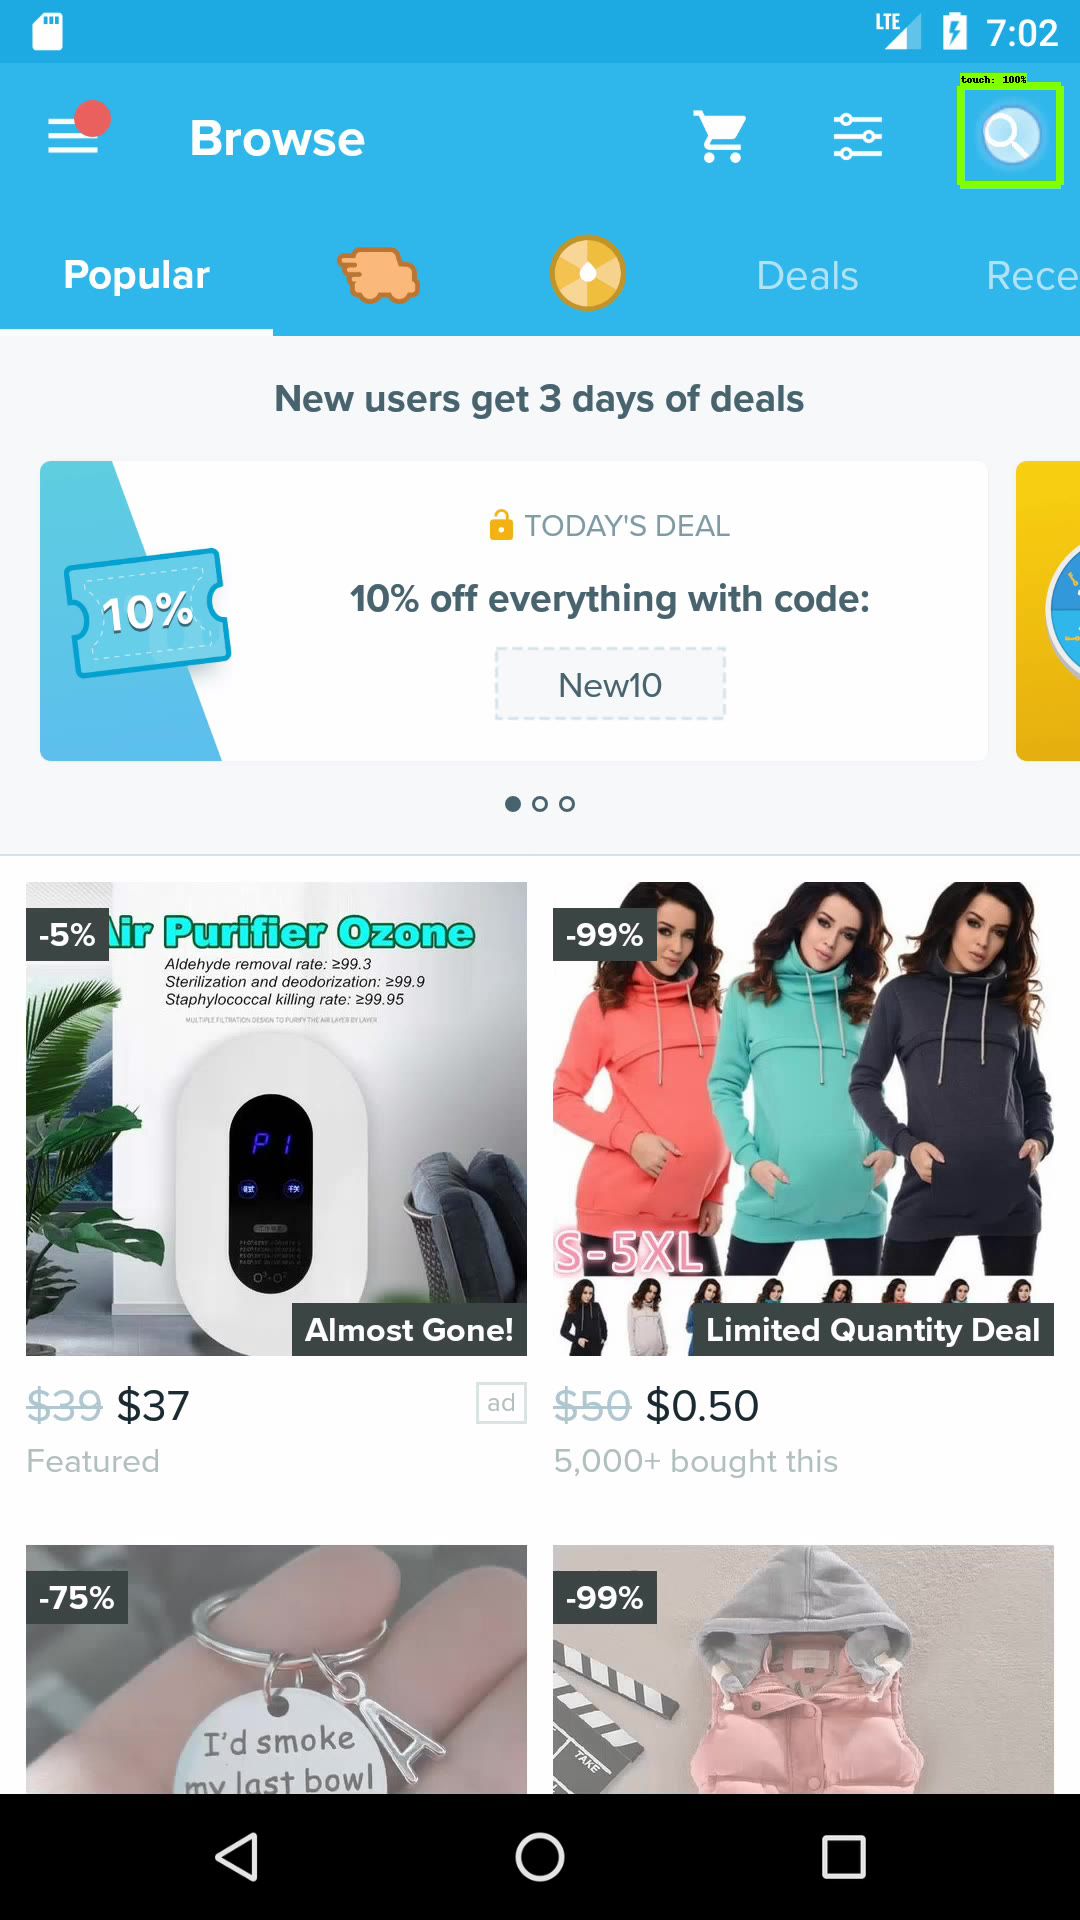 LTE 7:02
touch: 100%
Browse
Popular Deals Rece
New users get 3 days of deals
TODAY'S DEAL
10%
10% off everything with code:
New10
-5%
Air Purifier Ozone
Aldehyde removal rate: ≥99.3
Sterilization and deodorization: ≥99.9
Staphylococcal killing rate: ≥99.95
MULTIPLE FILTRATION DESIGN TO PURIFY THE AIR LAYER BY LAYER
P1
Almost Gone!
-99%
S-5XL
Limited Quantity Deal
$39 $37 ad
Featured
$50 $0.50
5,000+ bought this
-75%
I'd smoke
my last bowl
A
-99%
TAKE